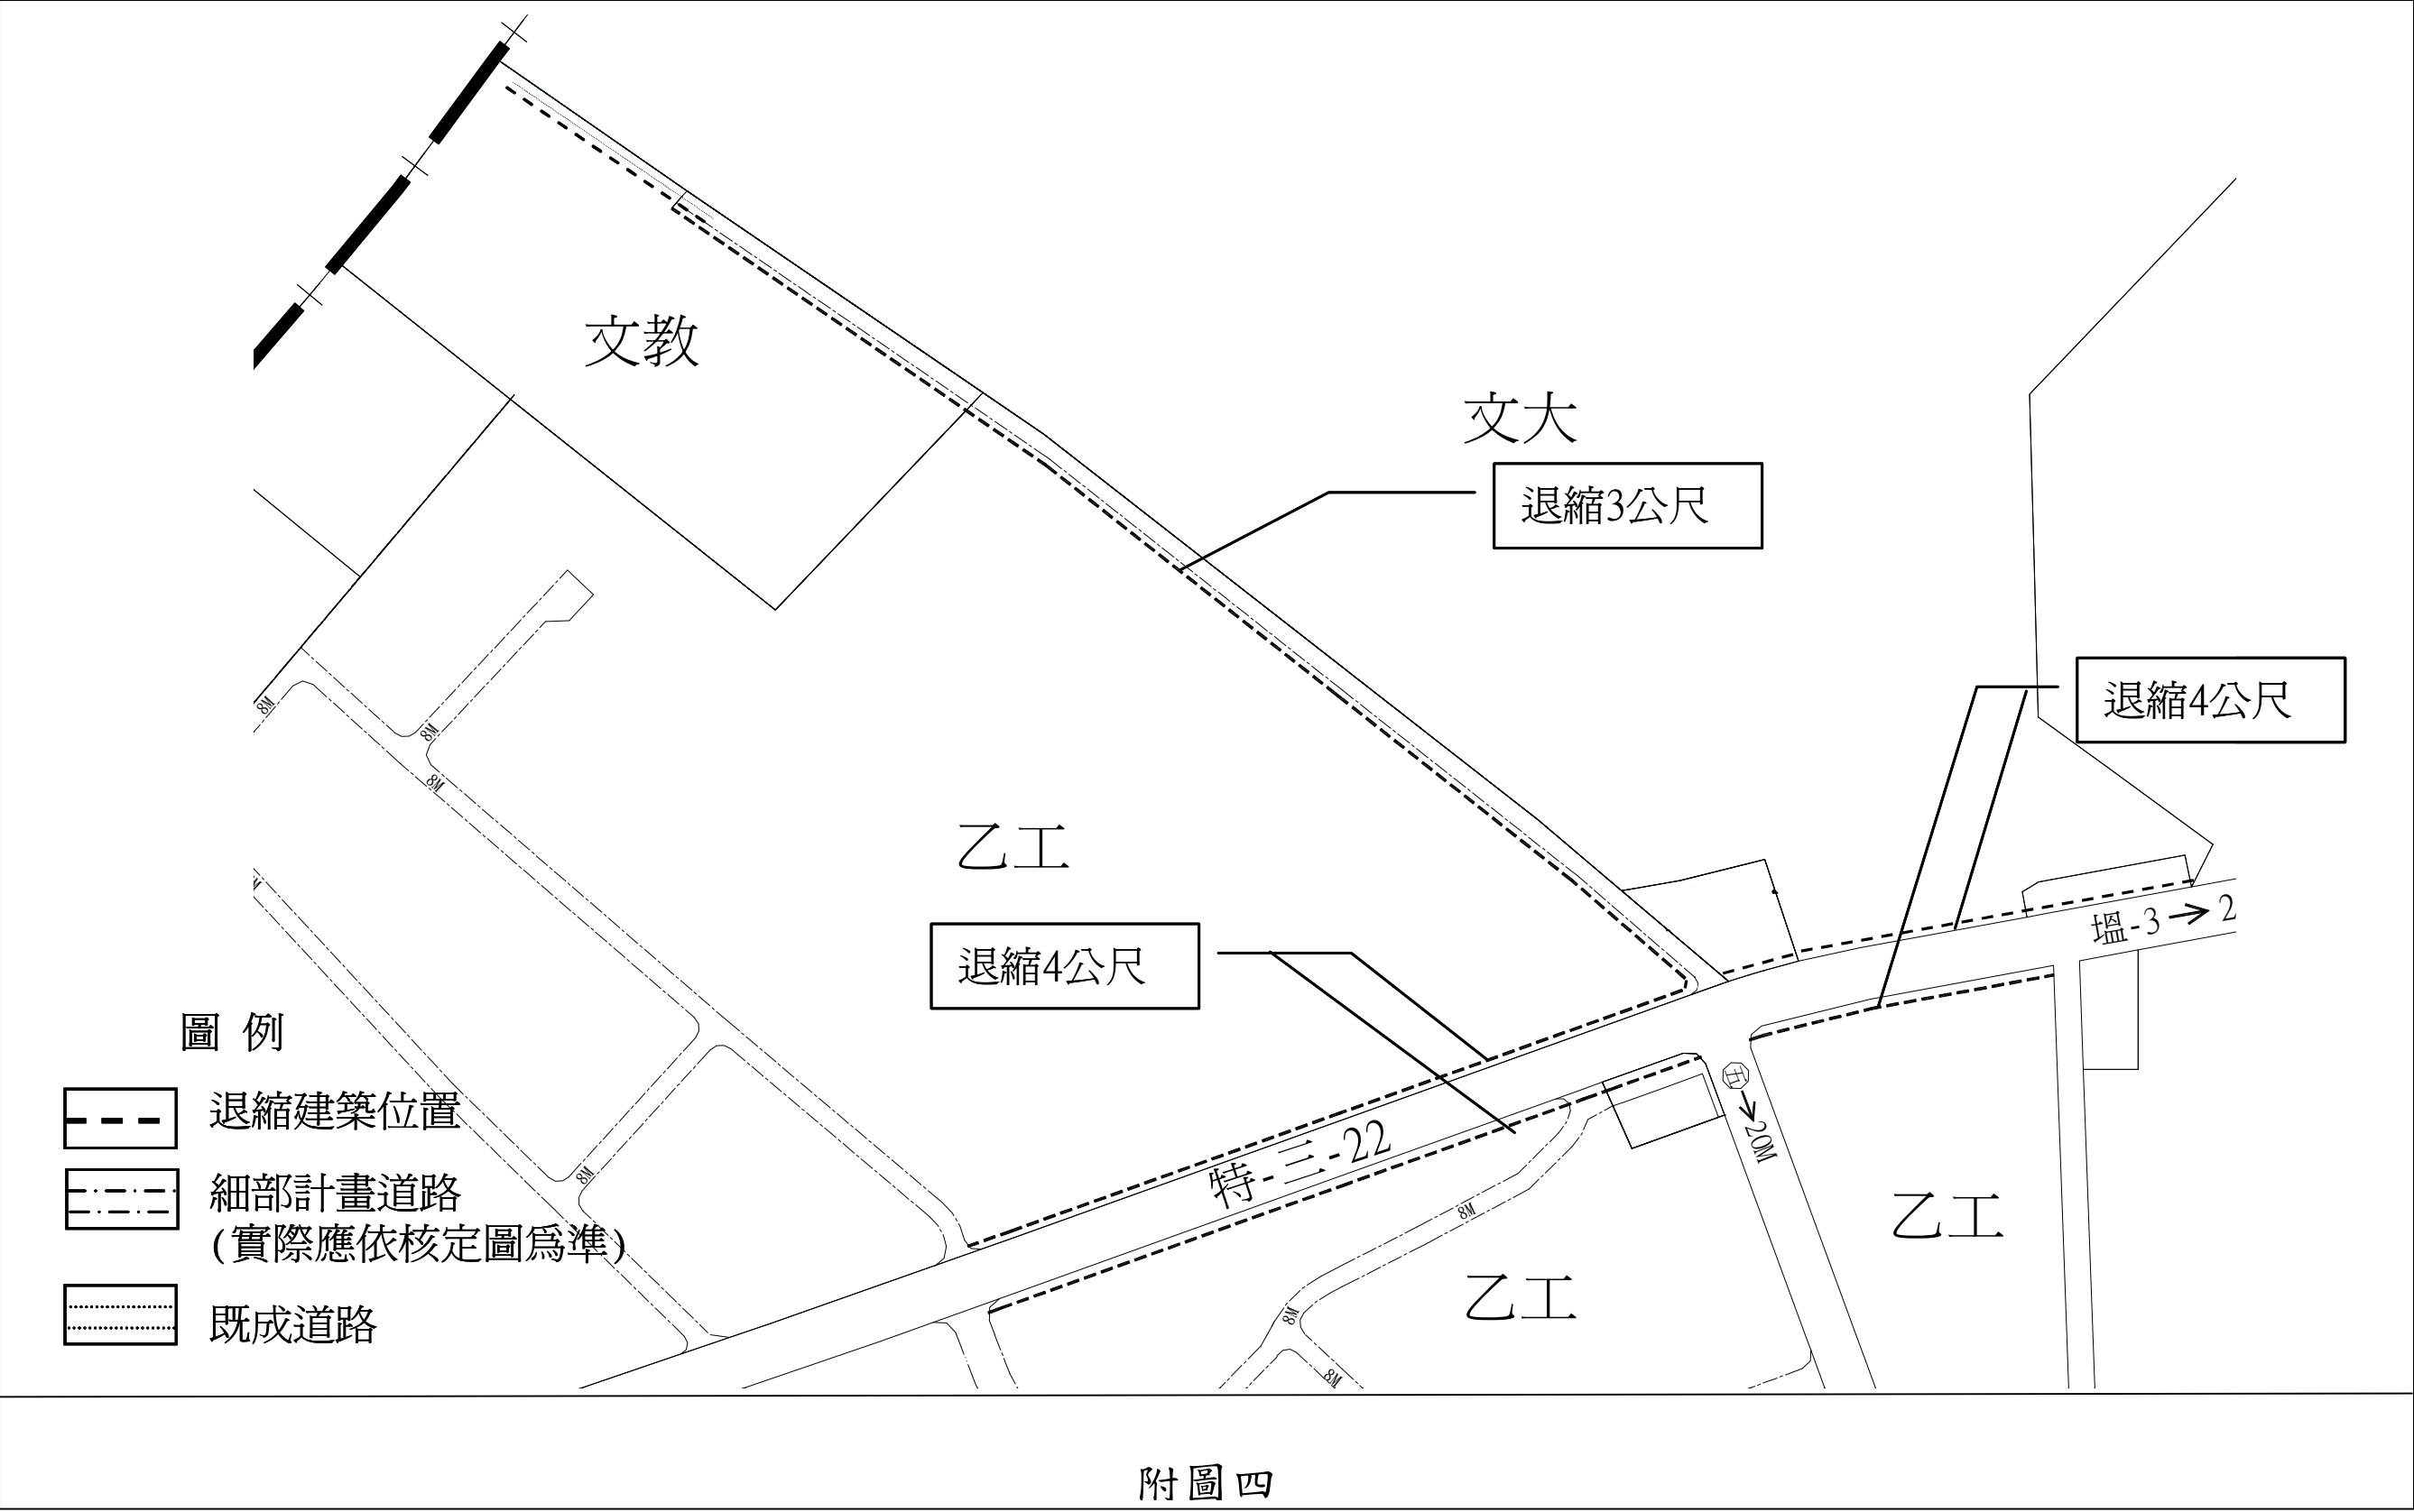 文教
文大
退縮3公尺
退縮4公尺
8M
8M
8M
乙工
退縮4公尺
塭-3→2
特-三-22
五→20M
圖 例
退縮建築位置
細部計畫道路
(實際應依核定圖為準)
既成道路
8M
8M
8M
8M
乙工
乙工
附圖四